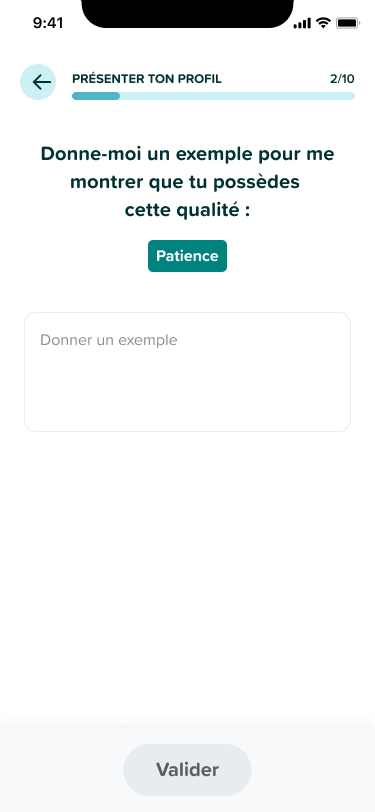 9:41
PRÉSENTER TON PROFIL
2/10
Donne-moi un exemple pour me
montrer que tu possèdes
cette qualité :
Patience
Donner un exemple
Valider